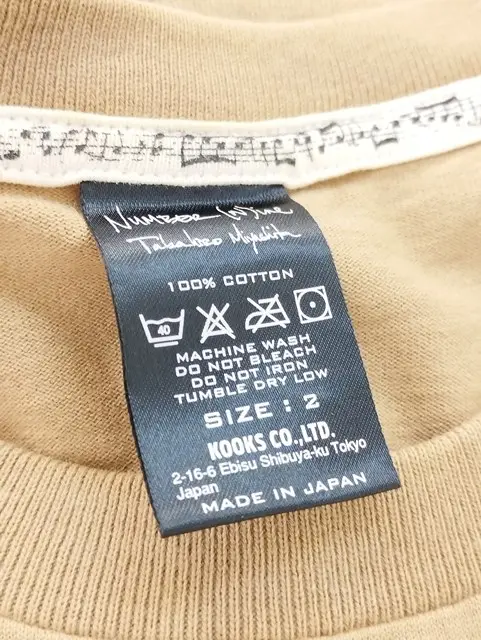 NUMBER (N)ine
Takahiro Miyashita
100% COTTON
40
MACHINE WASH
DO NOT BLEACH
DO NOT IRON
TUMBLE DRY LOW
SIZE : 2
KOOKS CO.,LTD.
2-16-6 Ebisu Shibuya-ku Tokyo
Japan
MADE IN JAPAN